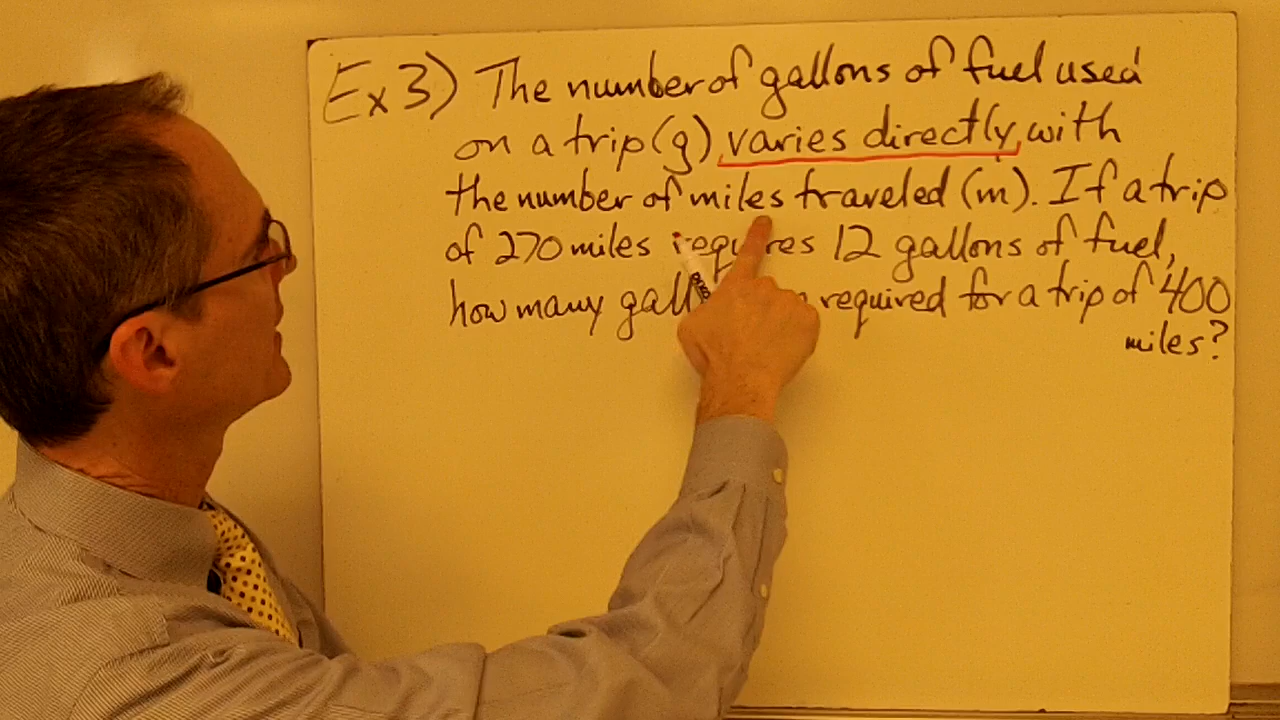 Ex 3) The number of gallons of fuel used
on a trip (g) varies directly with
the number of miles traveled (m). If a trip
of 270 miles requires 12 gallons of fuel,
how many required for a trip of 400
miles?